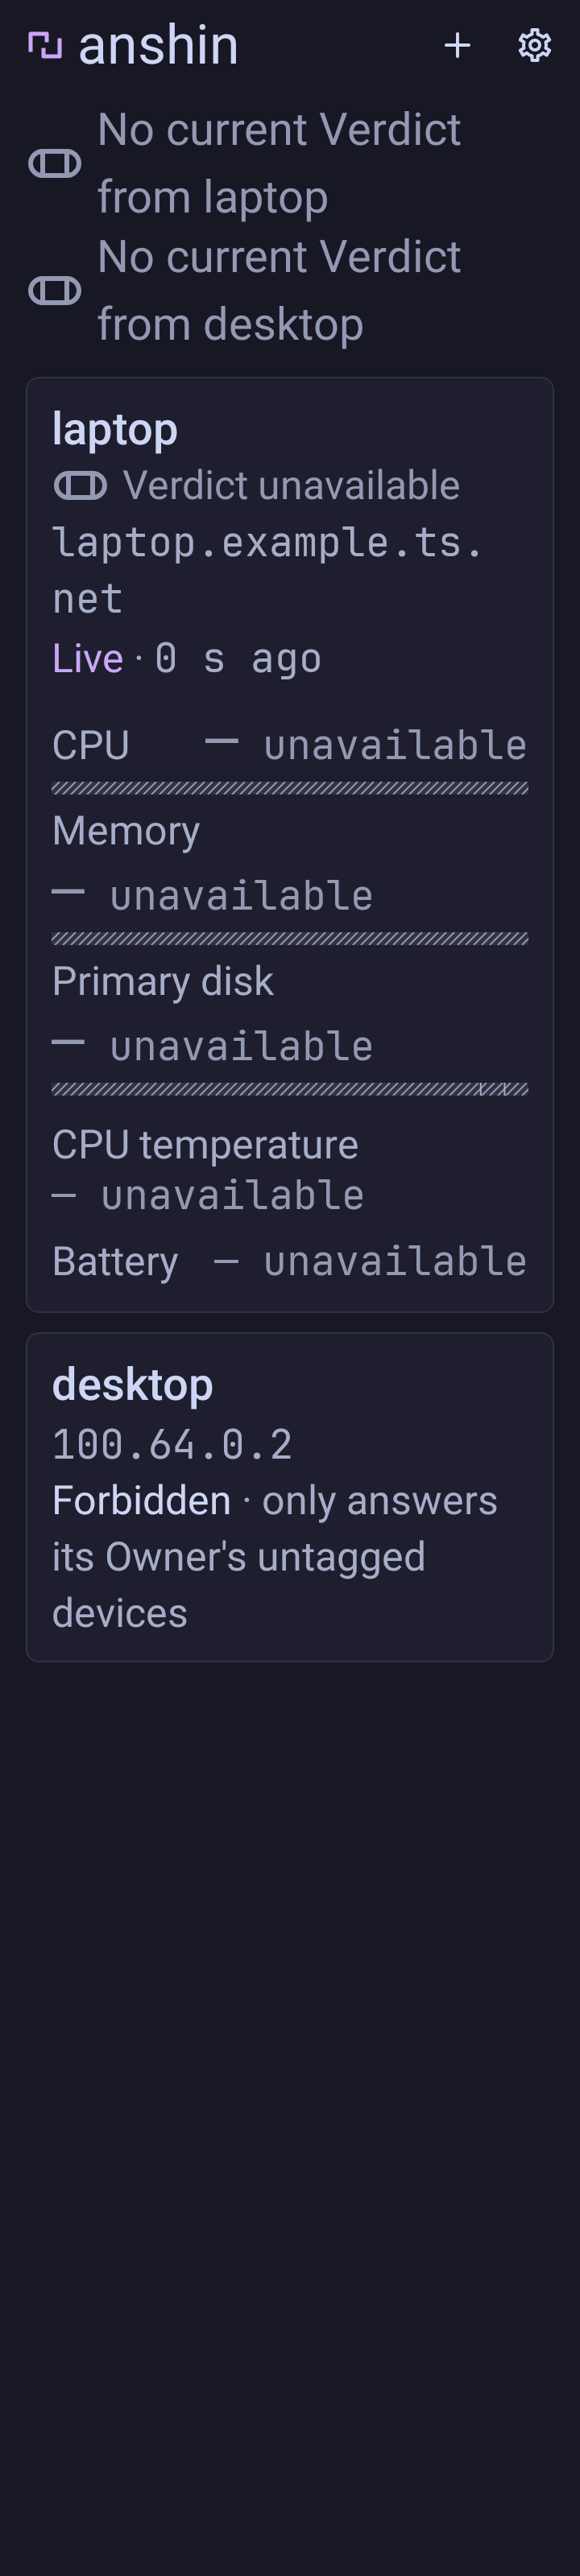 anshin
No current Verdict
from laptop
No current Verdict
from desktop
laptop
Verdict unavailable
laptop.example.ts.
net
Live · 0 s ago
CPU — unavailable
Memory
— unavailable
Primary disk
— unavailable
CPU temperature
— unavailable
Battery — unavailable
desktop
100.64.0.2
Forbidden · only answers
its Owner's untagged
devices